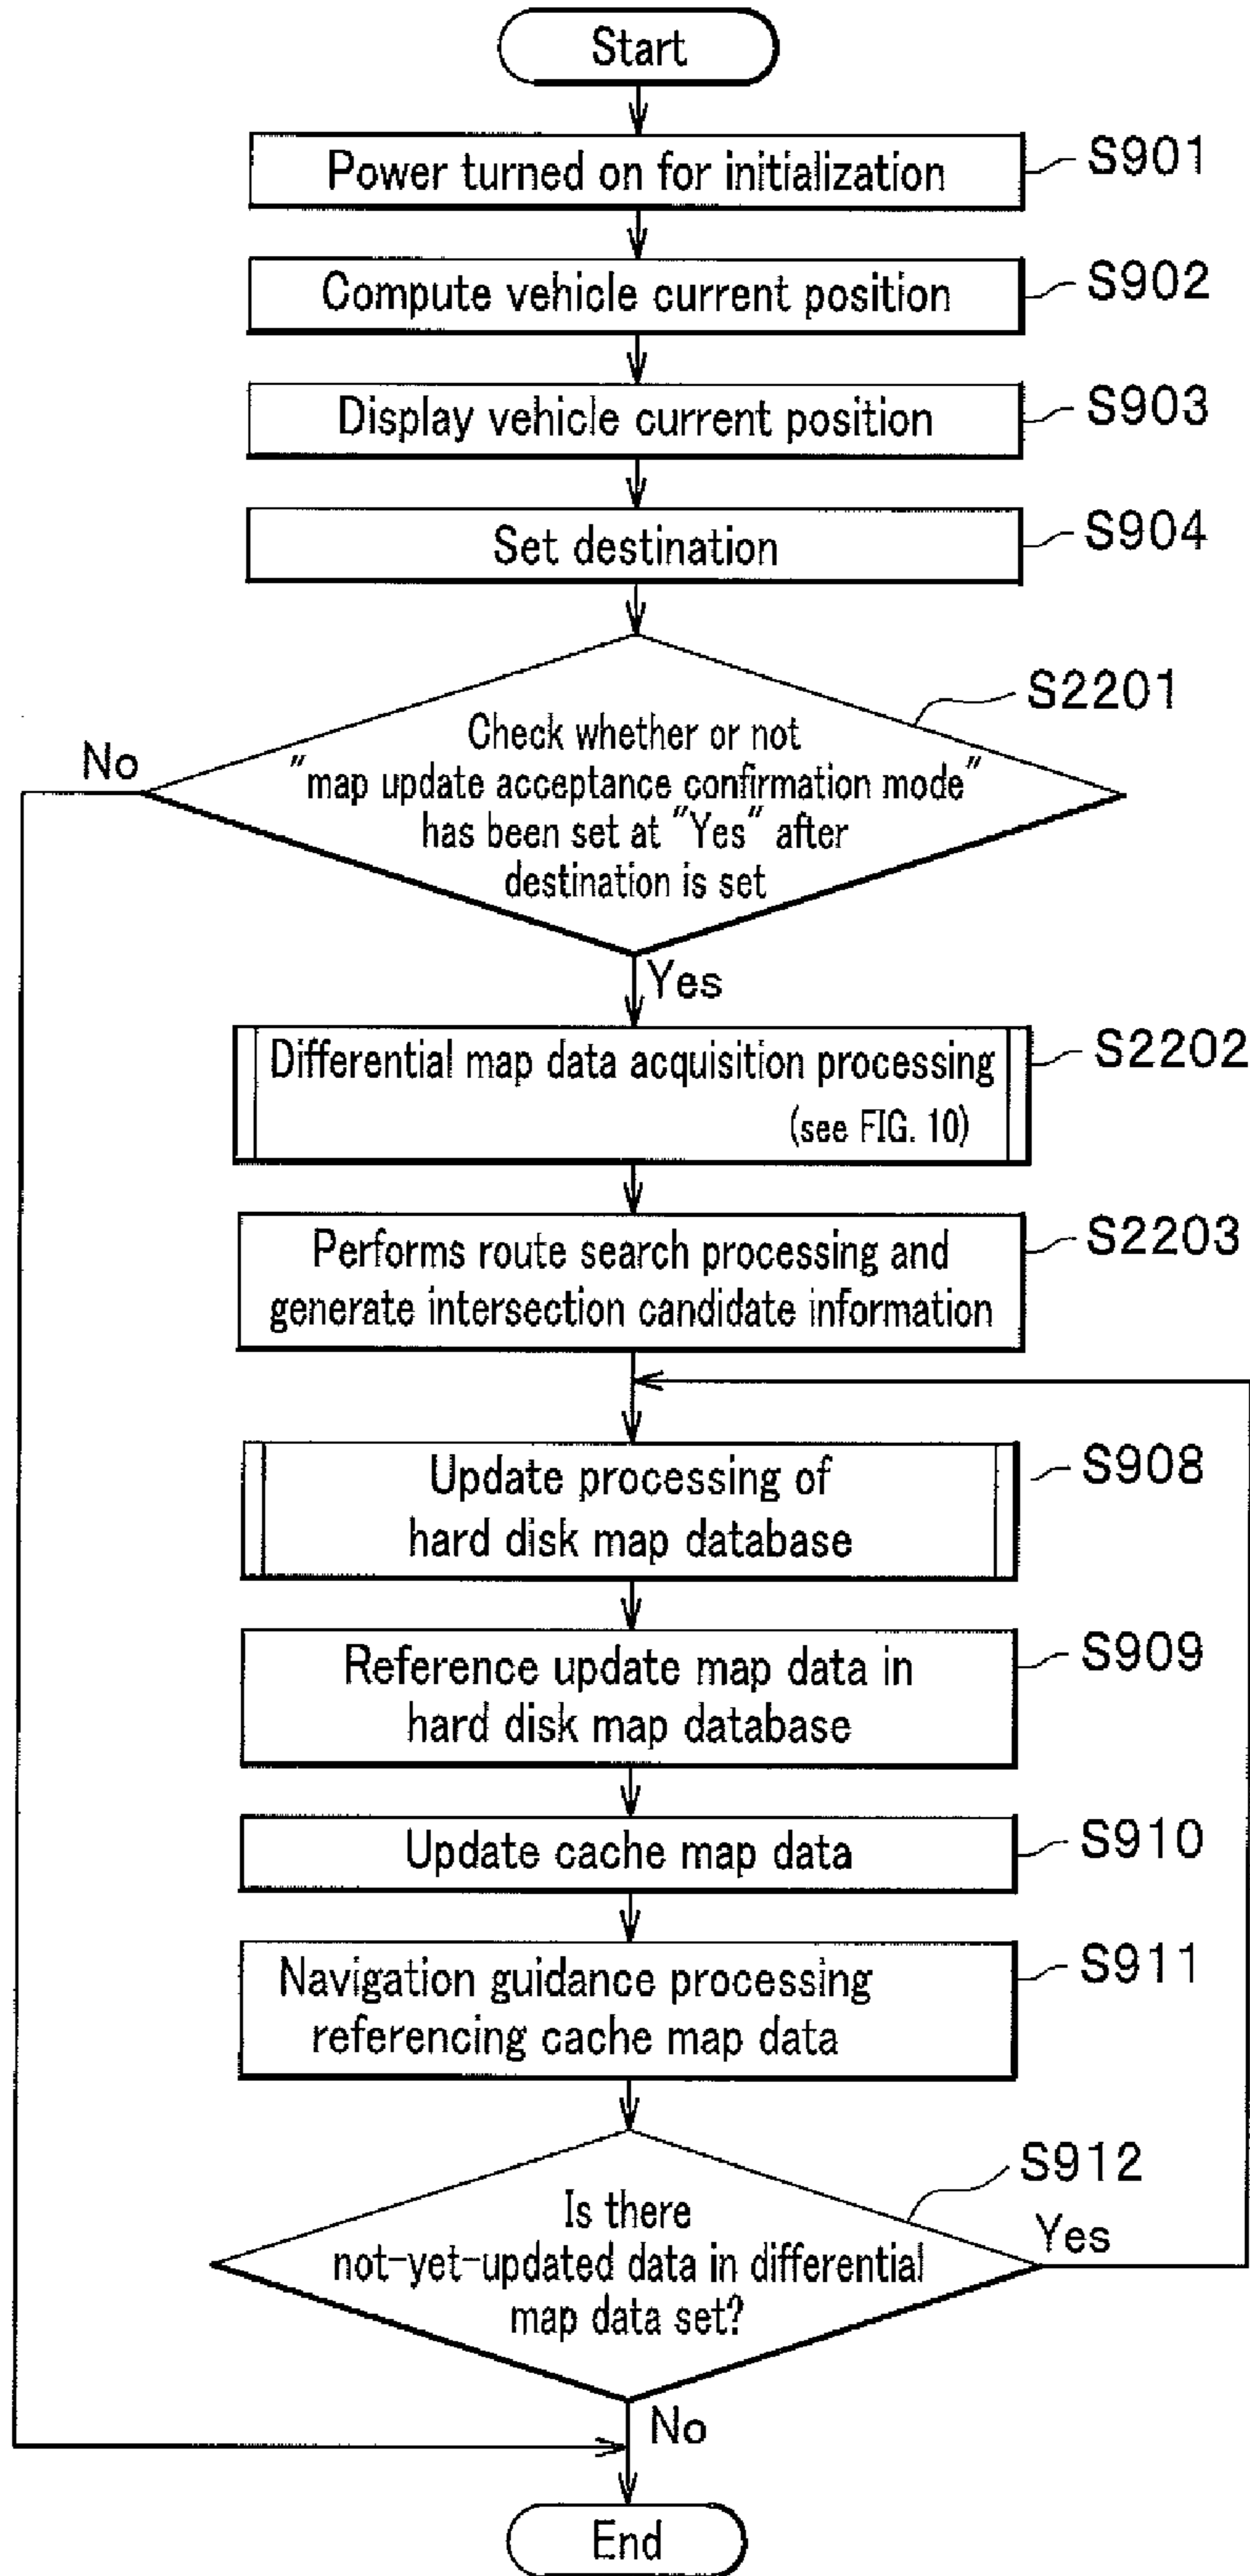 Start
Power turned on for initialization
S901
Compute vehicle current position
S902
Display vehicle current position
S903
Set destination
S904
S2201
Check whether or not
"map update acceptance confirmation mode"
has been set at "Yes" after
destination is set
No
Yes
Differential map data acquisition processing
(see FIG. 10)
S2202
Performs route search processing and
generate intersection candidate information
S2203
Update processing of
hard disk map database
S908
Reference update map data in
hard disk map database
S909
Update cache map data
S910
Navigation guidance processing
referencing cache map data
S911
S912
Is there
not-yet-updated data in differential
map data set?
Yes
No
End